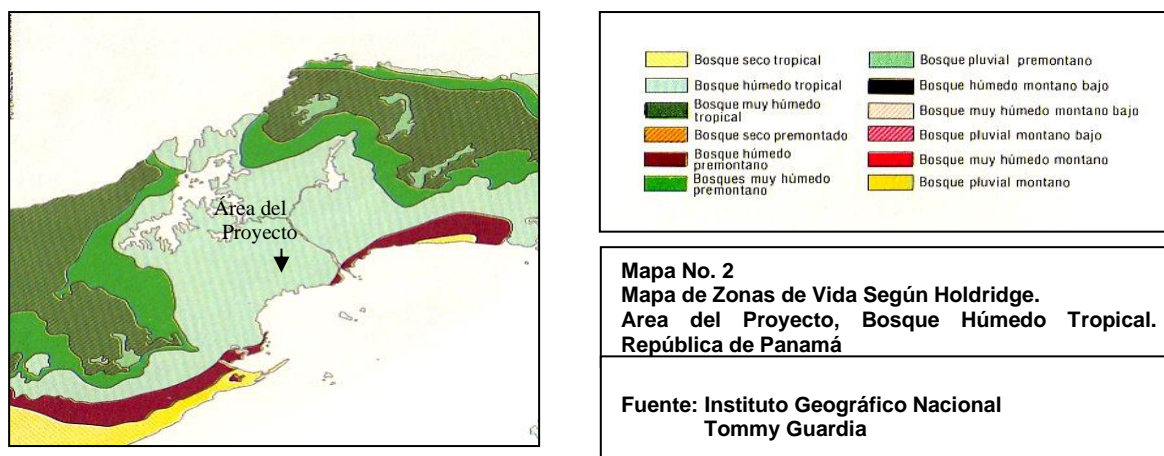 Área del
Proyecto
Bosque seco tropical
Bosque húmedo tropical
Bosque muy húmedo
tropical
Bosque seco premontado
Bosque húmedo
premontano
Bosques muy húmedo
premontano
Bosque pluvial premontano
Bosque húmedo montano bajo
Bosque muy húmedo montano bajo
Bosque pluvial montano bajo
Bosque muy húmedo montano
Bosque pluvial montano
Mapa No. 2
Mapa de Zonas de Vida Según Holdridge.
Area del Proyecto, Bosque Húmedo Tropical.
República de Panamá
Fuente: Instituto Geográfico Nacional
Tommy Guardia